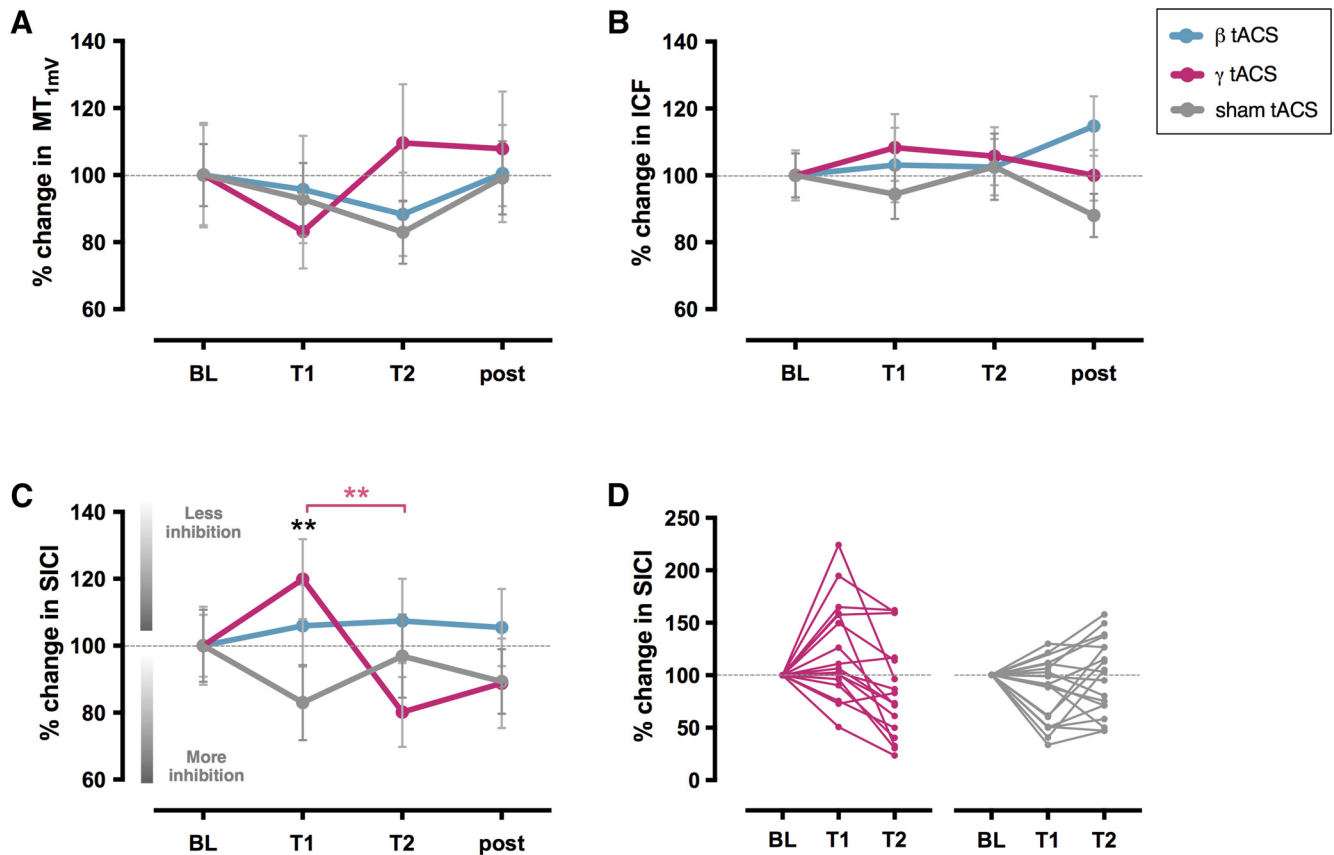 A
140
120
100
80
60
% change in MT1mV
BL T1 T2 post
B
140
120
100
80
60
% change in ICF
BL T1 T2 post
β tACS
γ tACS
sham tACS
C
140
120
100
80
60
% change in SICI
Less
inhibition
More
inhibition
**
**
BL T1 T2 post
D
250
200
150
100
50
0
% change in SICI
BL T1 T2 BL T1 T2